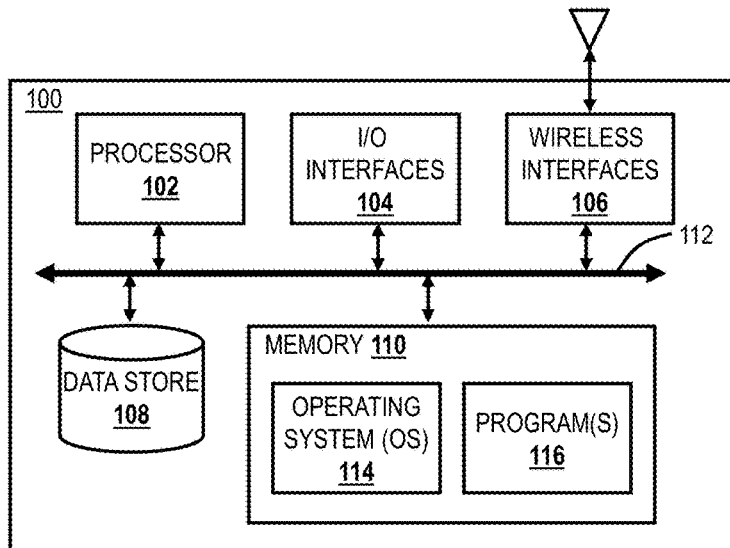 100
PROCESSOR
102
I/O
INTERFACES
104
WIRELESS
INTERFACES
106
112
DATA STORE
108
MEMORY 110
OPERATING
SYSTEM (OS)
114
PROGRAM(S)
116